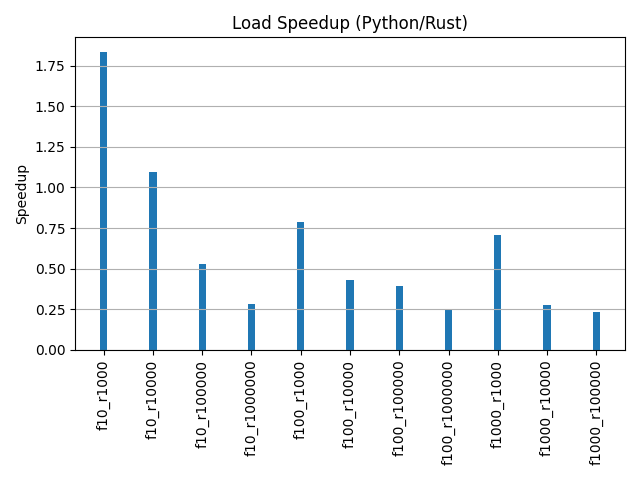 Load Speedup (Python/Rust)
Speedup
1.75
1.50
1.25
1.00
0.75
0.50
0.25
0.00
f10_r1000
f10_r10000
f10_r100000
f10_r1000000
f100_r1000
f100_r10000
f100_r100000
f100_r1000000
f1000_r1000
f1000_r10000
f1000_r100000